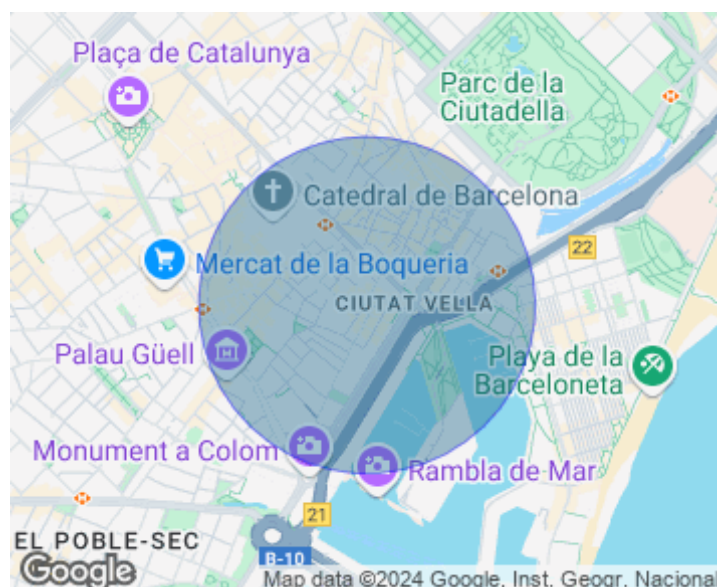 Plaça de Catalunya
Parc de la
Ciutadella
Catedral de Barcelona
Mercat de la Boqueria
22
CIUTAT VELLA
Palau Güell
Playa de la
Barceloneta
Monument a Colom
Rambla de Mar
21
EL POBLE-SEC
B-10
Google
Map data ©2024 Google, Inst. Geogr. Nacional